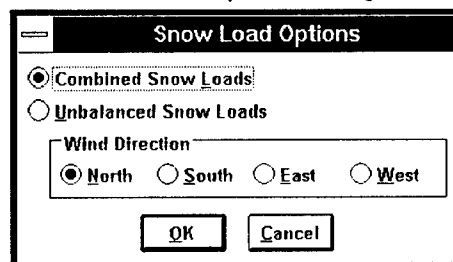 Snow Load Options
Combined Snow Loads
Unbalanced Snow Loads
Wind Direction
North South East West
OK Cancel